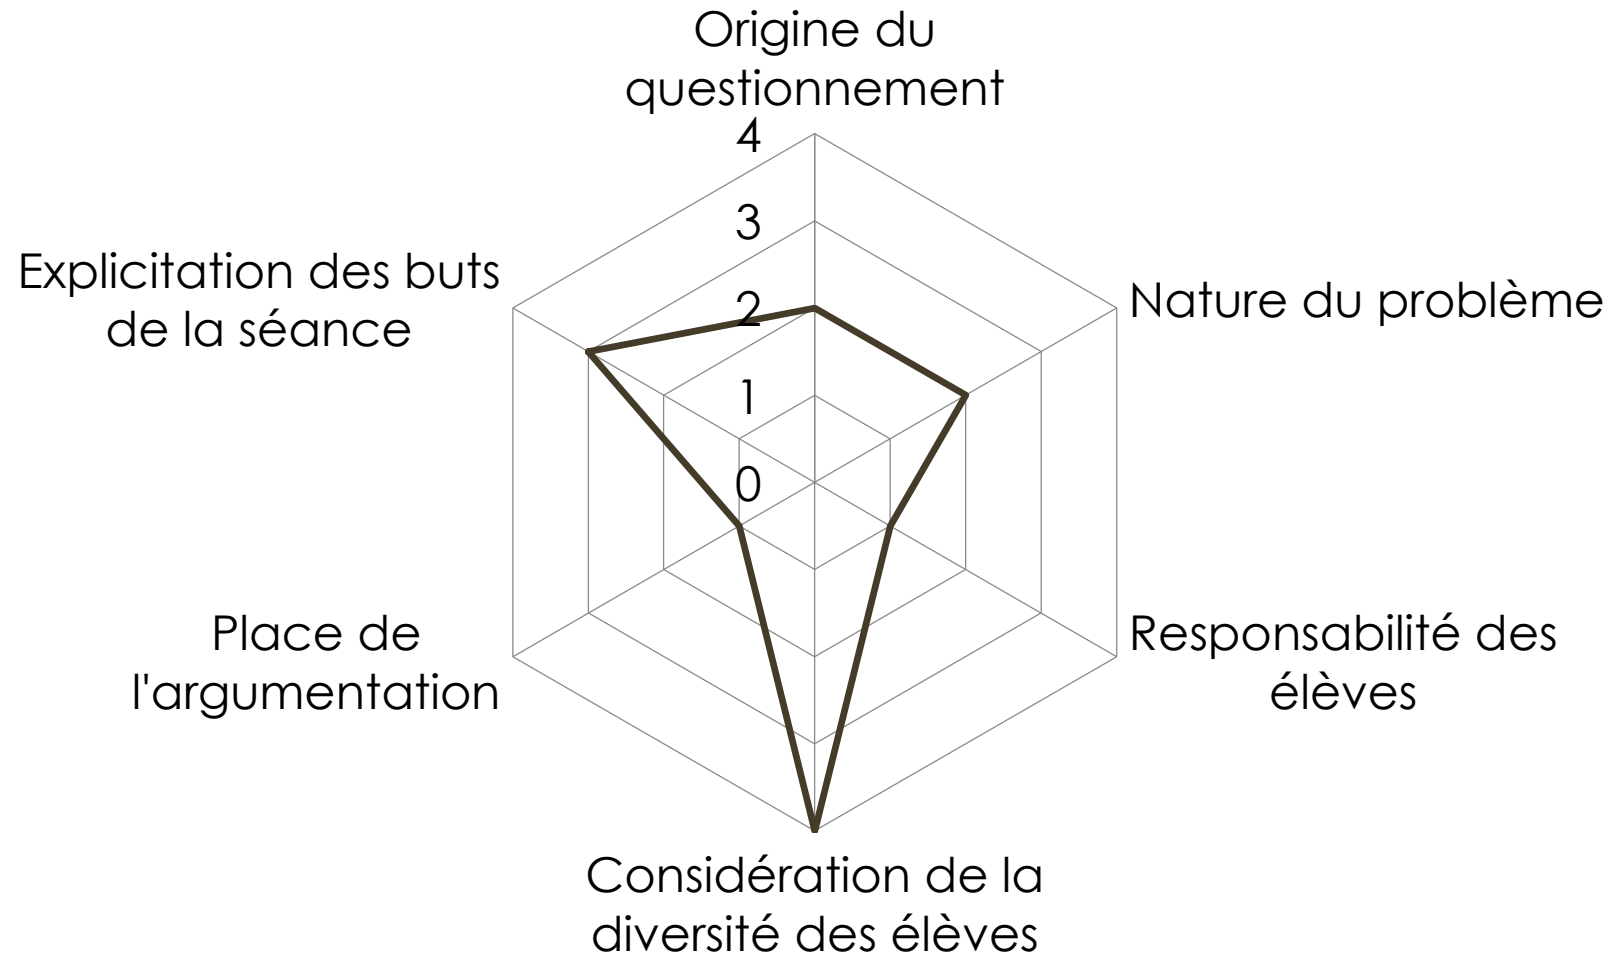 Origine du
questionnement
4
3
2
1
0
Nature du problème
Responsabilité des
élèves
Considération de la
diversité des élèves
Place de
l'argumentation
Explicitation des buts
de la séance